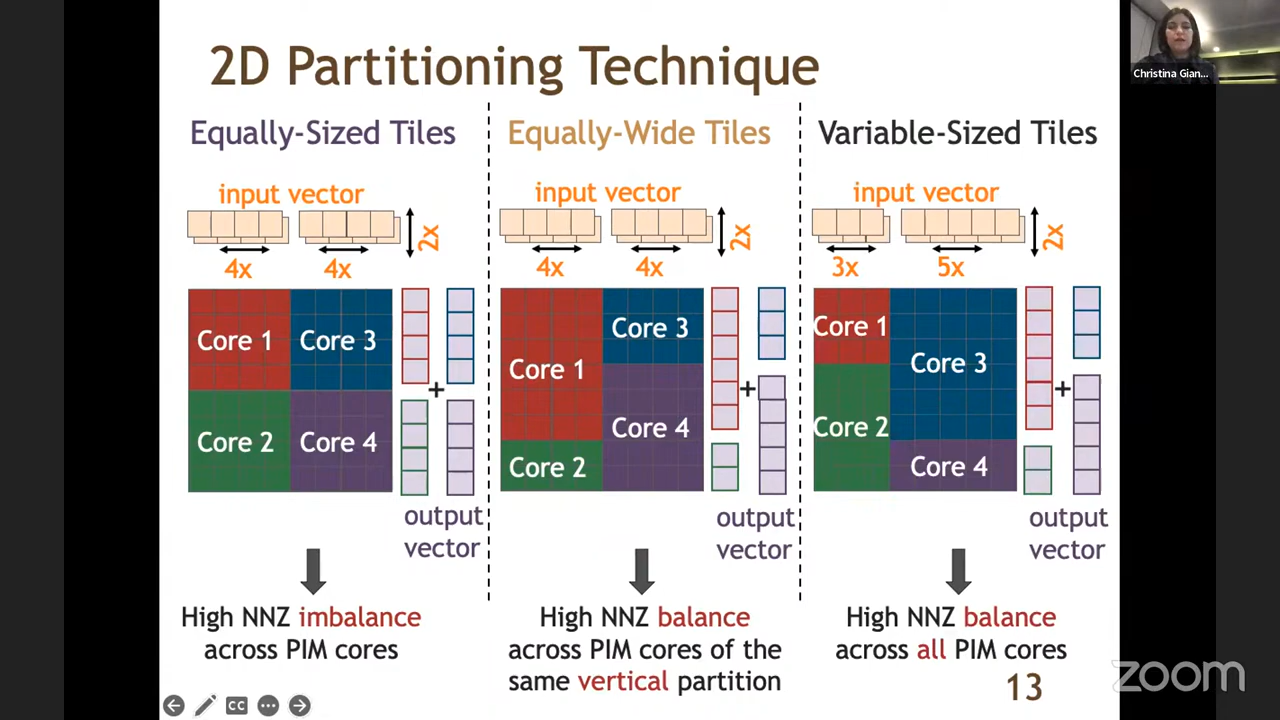 2D Partitioning Technique
Christina Gian...
Equally-Sized Tiles
input vector
2x
4x
4x
Core 1
Core 3
Core 2
Core 4
+
output
vector
High NNZ imbalance
across PIM cores
Equally-Wide Tiles
input vector
2x
4x
4x
Core 1
Core 3
Core 4
Core 2
+
output
vector
High NNZ balance
across PIM cores of the
same vertical partition
Variable-Sized Tiles
input vector
2x
3x
5x
Core 1
Core 3
Core 2
Core 4
+
output
vector
High NNZ balance
across all PIM cores
13
CC
zoom